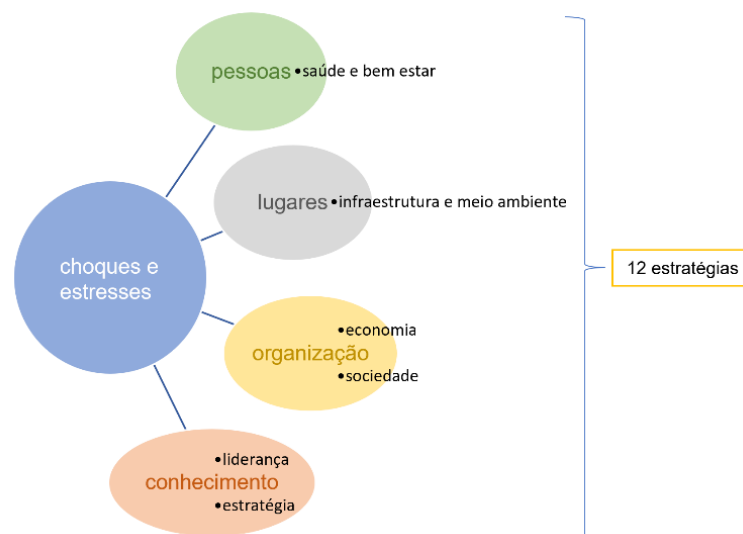 pessoas •saúde e bem estar
lugares •infraestrutura e meio ambiente
choques e
estresses
12 estratégias
•economia
organização
•sociedade
•liderança
conhecimento
•estratégia